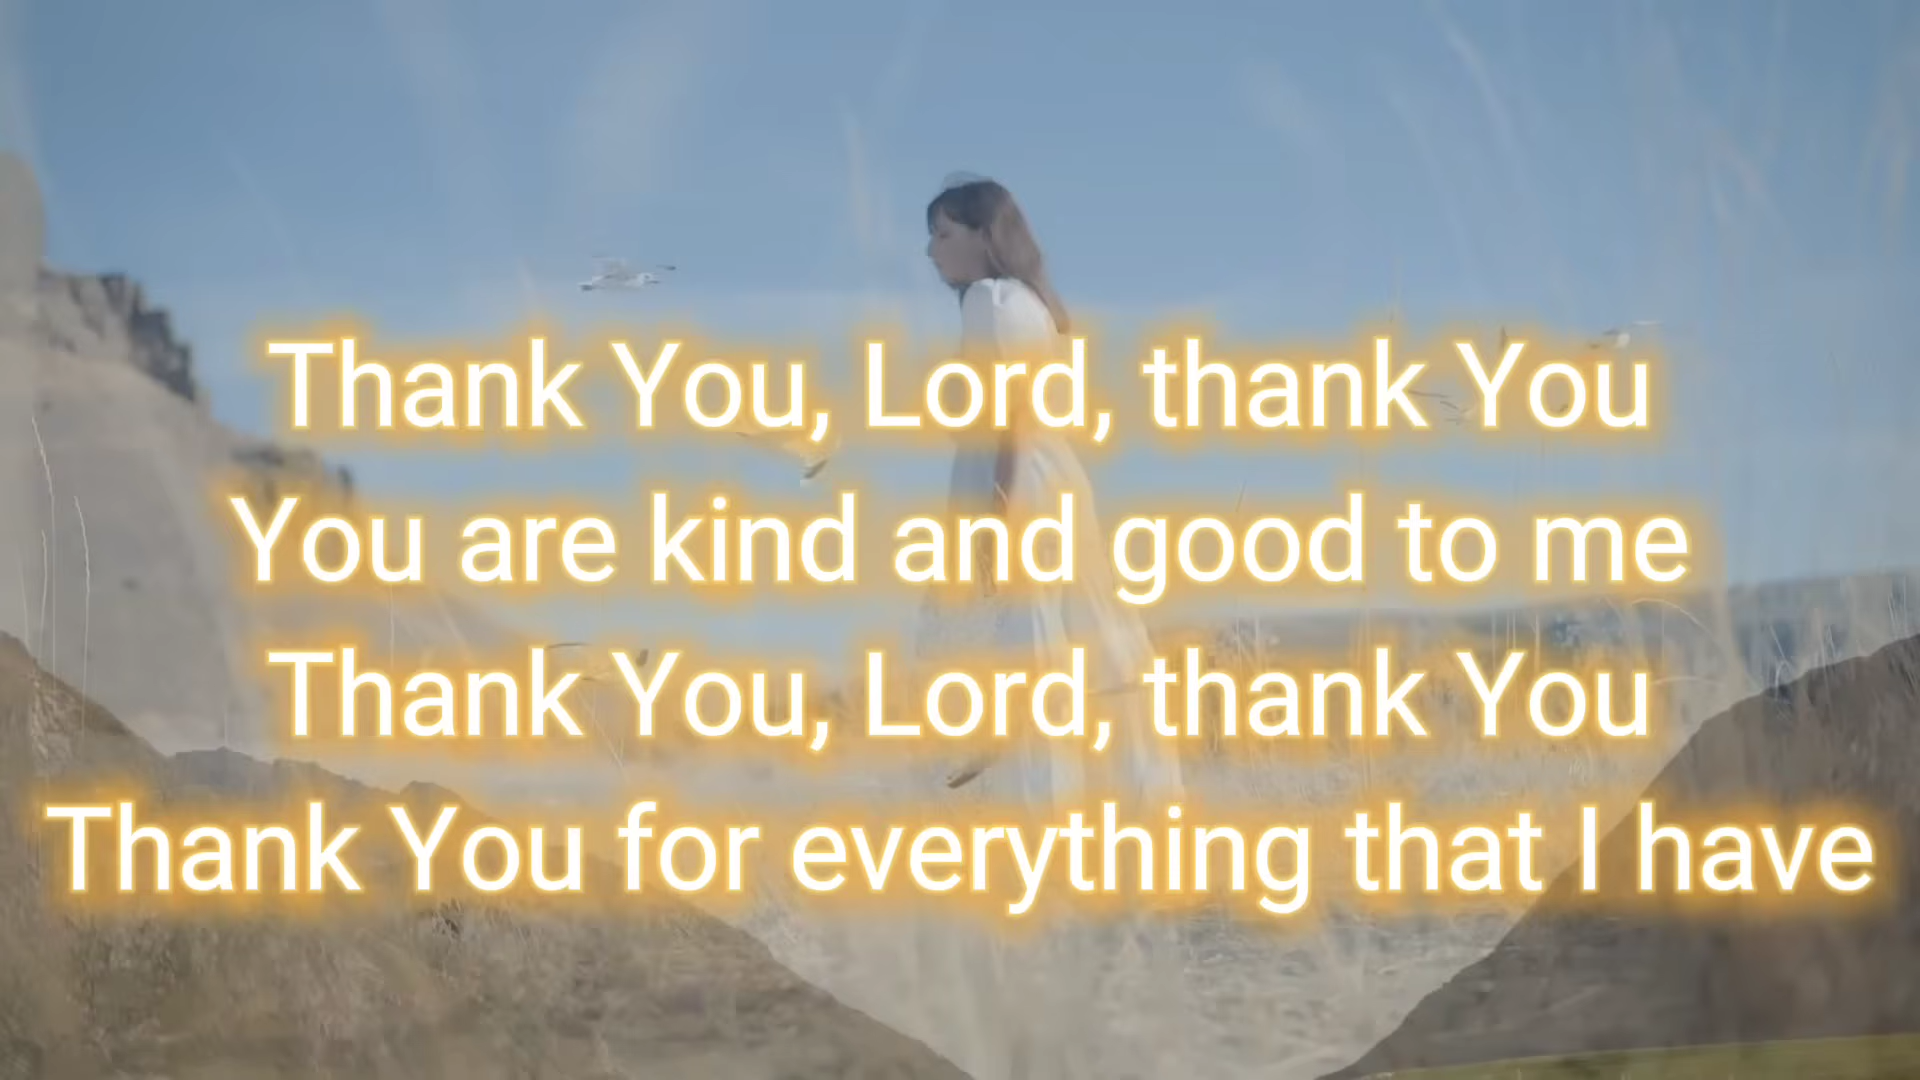 Thank You, Lord, thank You
You are kind and good to me
Thank You, Lord, thank You
Thank You for everything that I have